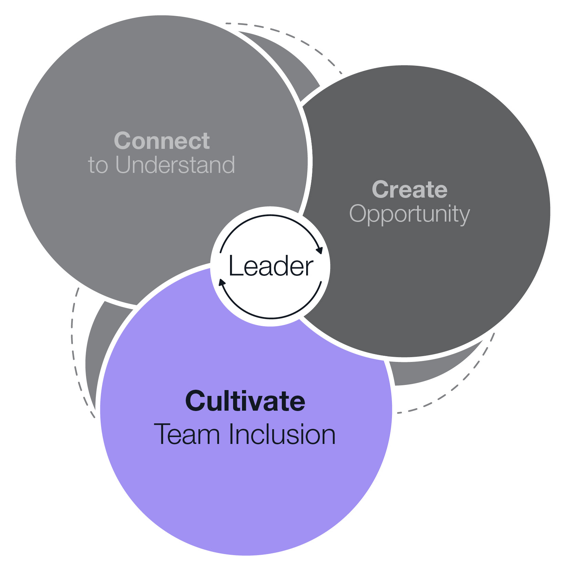 Connect
to Understand
Create
Opportunity
Leader
Cultivate
Team Inclusion